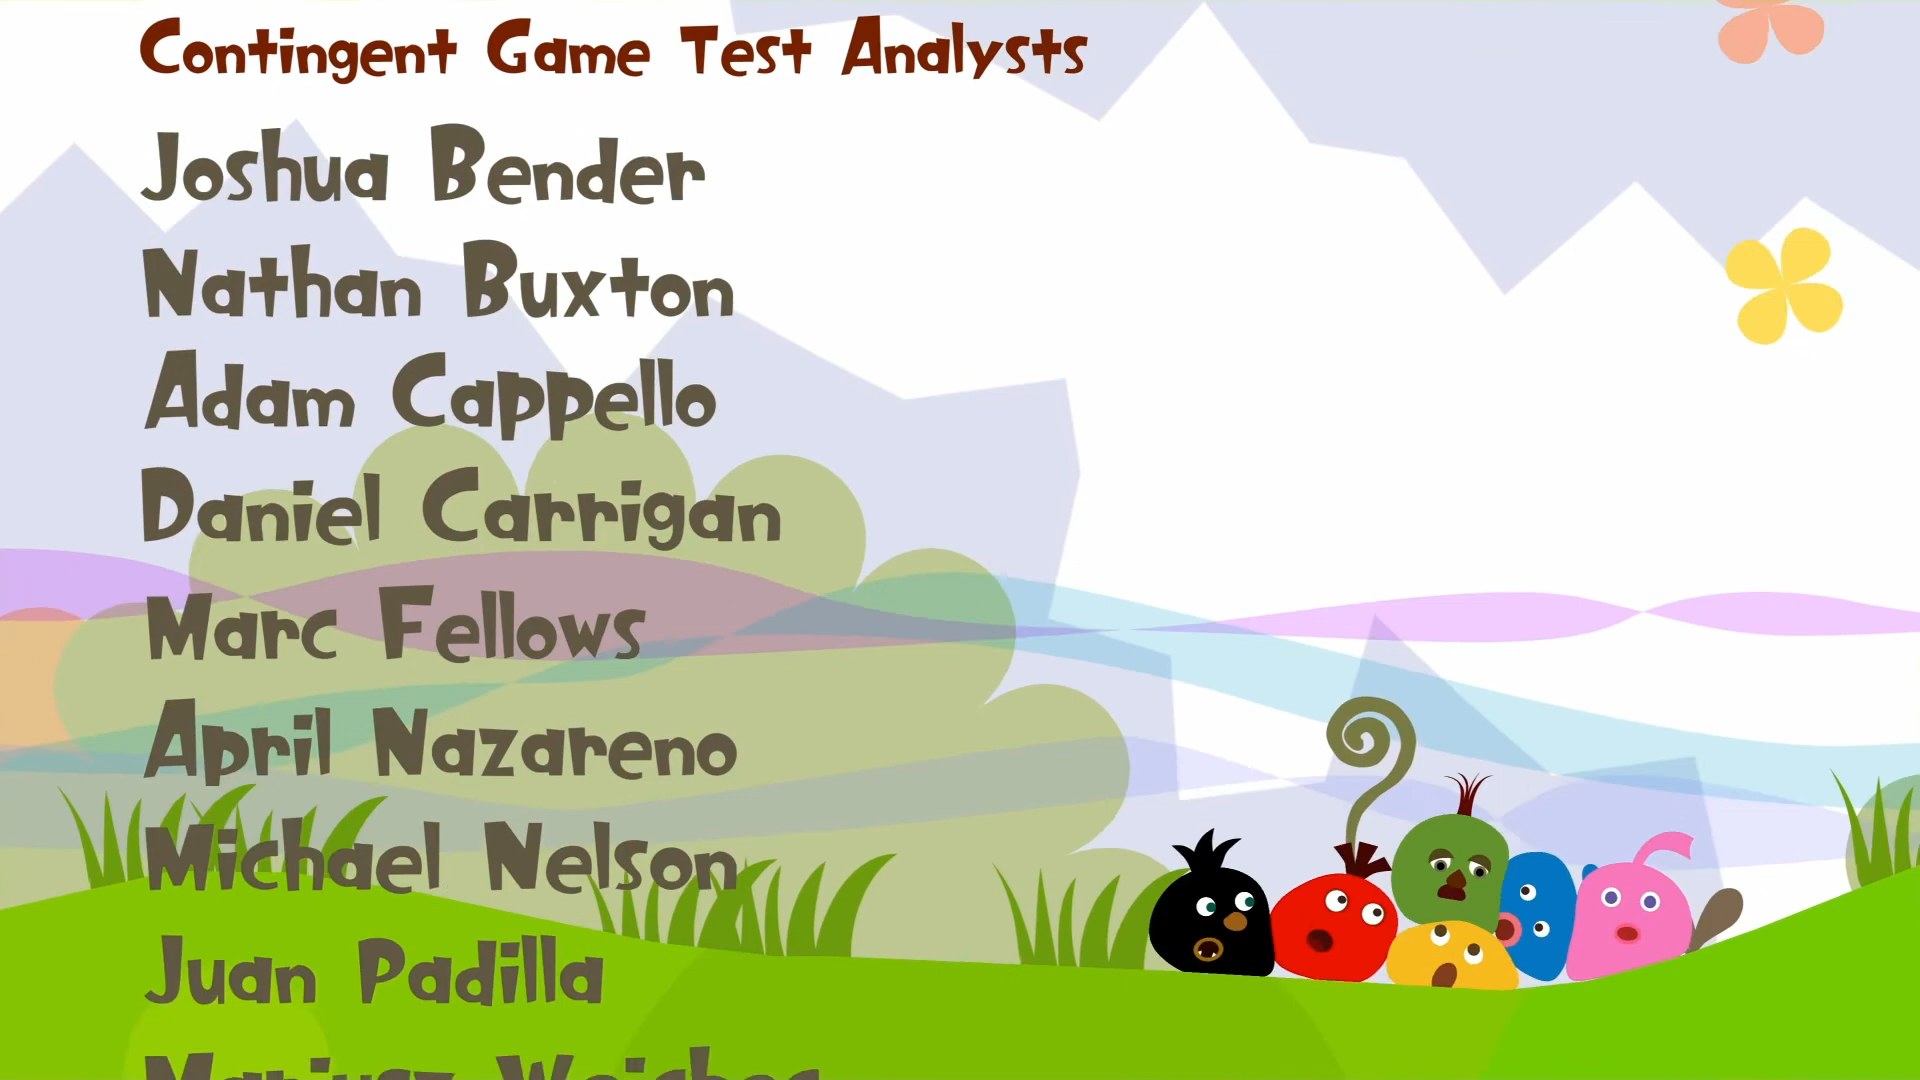 Contingent Game Test Analysts
Joshua Bender
Nathan Buxton
Adam Cappello
Daniel Carrigan
Marc Fellows
April Nazareno
Michael Nelson
Juan Padilla
Mariusz